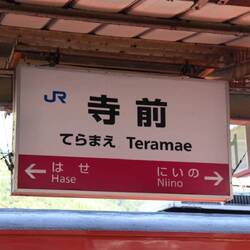 JR 寺前
てらまえ Teramae
← はせ にいの →
Hase Niino